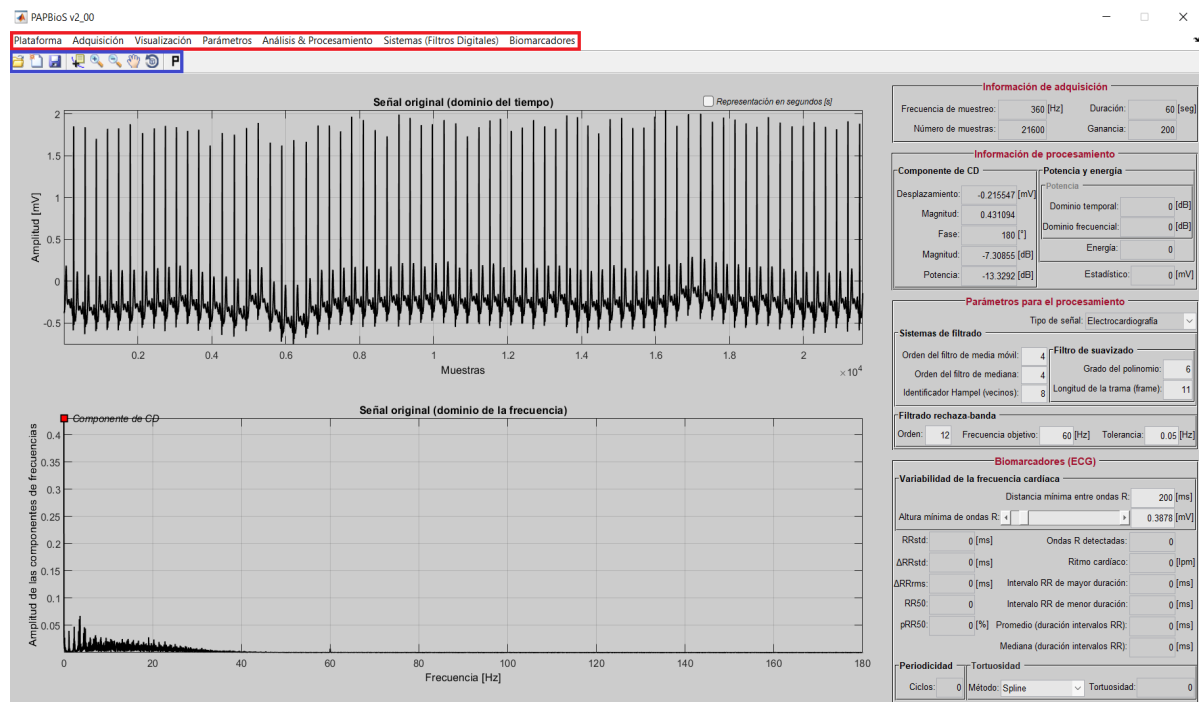 PAPBioS v2_00
Plataforma Adquisición Visualización Parámetros Análisis & Procesamiento Sistemas (Filtros Digitales) Biomarcadores
P
Señal original (dominio del tiempo)
Representación en segundos [s]
Amplitud [mV]
2
1.5
1
0.5
0
-0.5
0.2 0.4 0.6 0.8 1 1.2 1.4 1.6 1.8 2
Muestras
×10⁴
Señal original (dominio de la frecuencia)
Componente de CD
Amplitud de las componentes de frecuencias
0.4
0.35
0.3
0.25
0.2
0.15
0.1
0.05
0 20 40 60 80 100 120 140 160 180
Frecuencia [Hz]
Información de adquisición
Frecuencia de muestreo: 360 [Hz] Duración: 60 [seg]
Número de muestras: 21600 Ganancia: 200
Información de procesamiento
Componente de CD
Desplazamiento: -0.215547 [mV]
Magnitud: 0.431094
Fase: 180 [°]
Magnitud: -7.30855 [dB]
Potencia: -13.3292 [dB]
Potencia y energía
Potencia
Dominio temporal: 0 [dB]
Dominio frecuencial: 0 [dB]
Energía: 0
Estadístico: 0 [mV]
Parámetros para el procesamiento
Tipo de señal: Electrocardiografía
Sistemas de filtrado
Orden del filtro de media móvil: 4
Orden del filtro de mediana: 4
Identificador Hampel (vecinos): 8
Filtro de suavizado
Grado del polinomio: 6
Longitud de la trama (frame): 11
Filtrado rechaza-banda
Orden: 12 Frecuencia objetivo: 60 [Hz] Tolerancia: 0.05 [Hz]
Biomarcadores (ECG)
Variabilidad de la frecuencia cardíaca
Distancia mínima entre ondas R: 200 [ms]
Altura mínima de ondas R: 0.3878 [mV]
RRstd: 0 [ms] Ondas R detectadas: 0
ΔRRstd: 0 [ms] Ritmo cardíaco: 0 [lpm]
ΔRRrms: 0 [ms] Intervalo RR de mayor duración: 0 [ms]
RR50: 0 Intervalo RR de menor duración: 0 [ms]
pRR50: 0 [%] Promedio (duración intervalos RR): 0 [ms]
Mediana (duración intervalos RR): 0 [ms]
Periodicidad
Ciclos: 0
Tortuosidad
Método: Spline Tortuosidad: 0